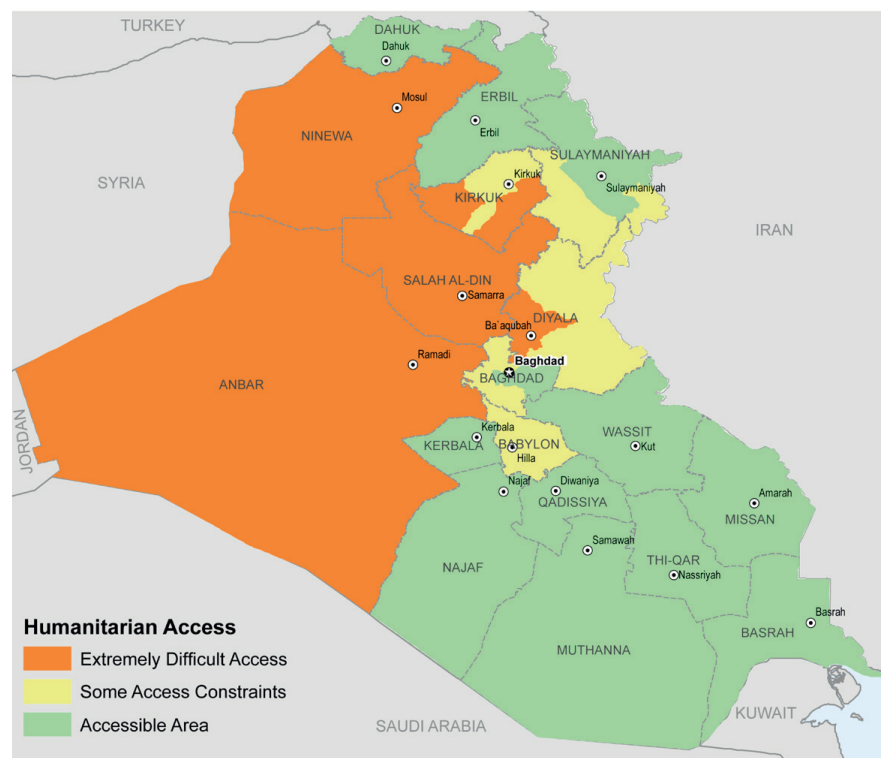 TURKEY
DAHUK
Dahuk
Mosul
ERBIL
Erbil
NINEWA
SULAYMANIYAH
Sulaymaniyah
SYRIA
Kirkuk
KIRKUK
IRAN
SALAH AL-DIN
Samarra
DIYALA
Ba`aqubah
Ramadi
Baghdad
BAGHDAD
ANBAR
JORDAN
Kerbala
KERBALA
BABYLON
Hilla
WASSIT
Kut
Najaf
Diwaniya
QADISSIYA
Amarah
MISSAN
Samawah
THI-QAR
Nassriyah
NAJAF
Basrah
BASRAH
MUTHANNA
Humanitarian Access
Extremely Difficult Access
Some Access Constraints
Accessible Area
SAUDI ARABIA
KUWAIT